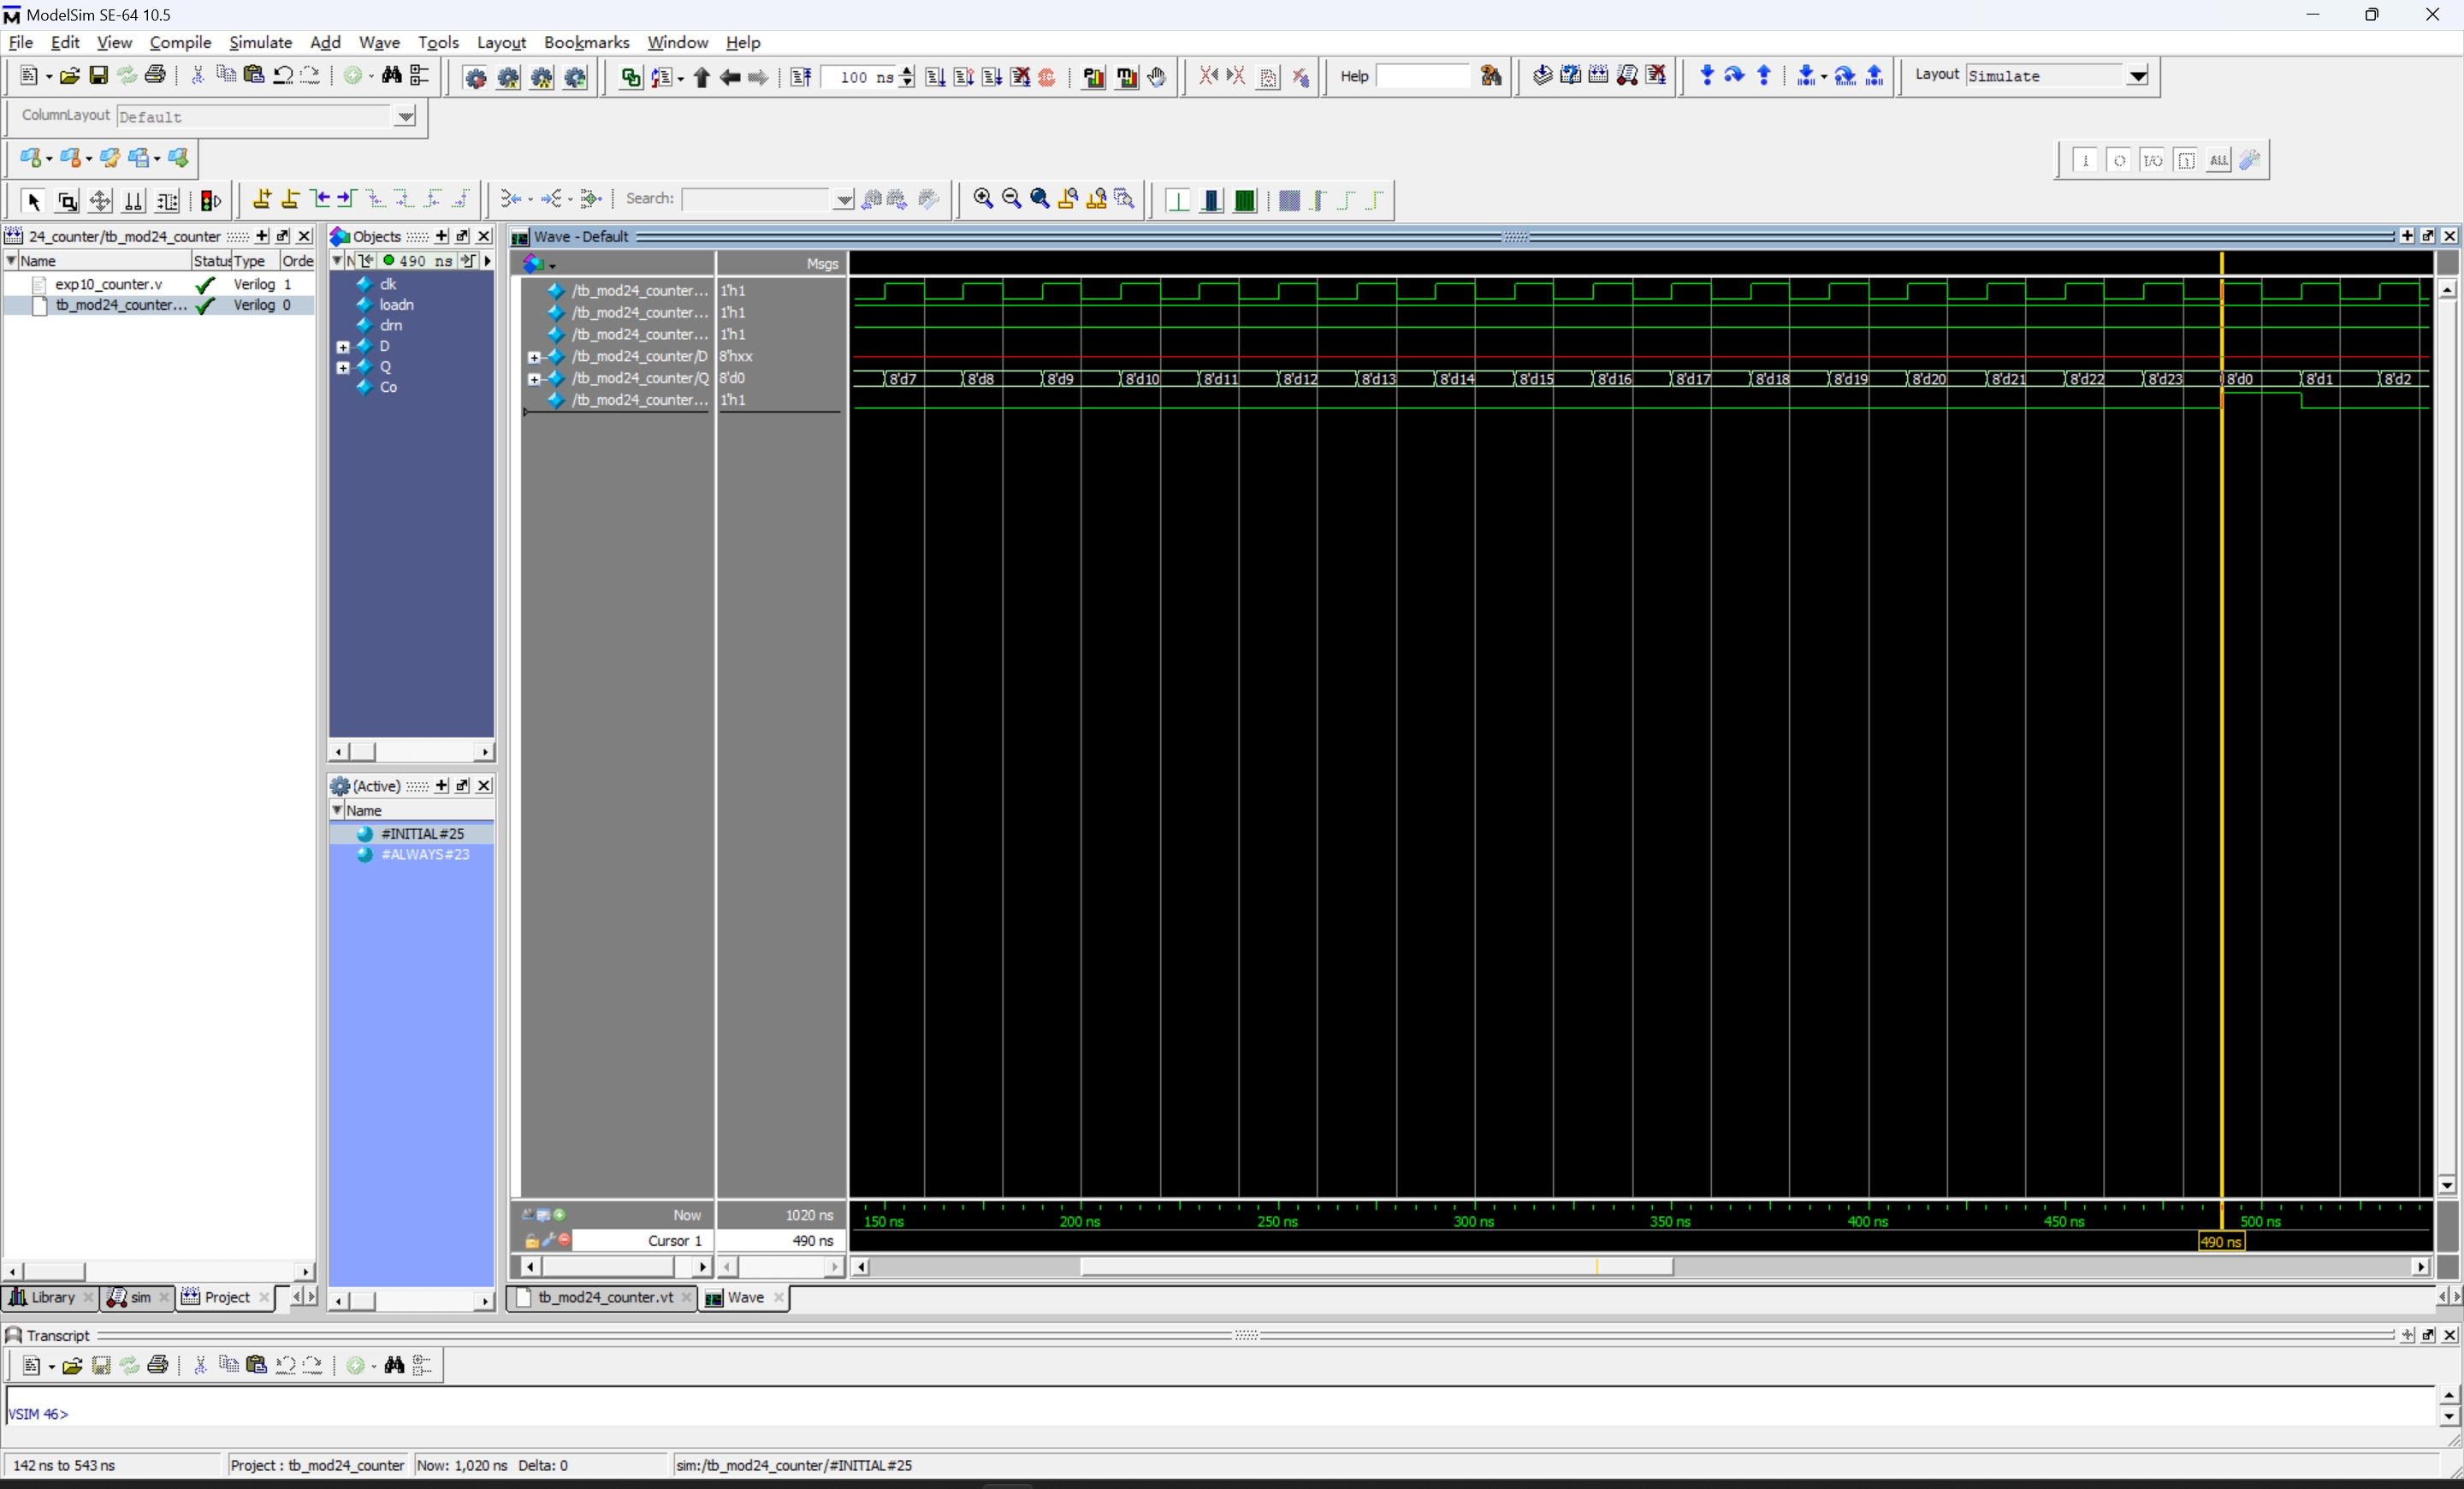 ModelSim SE-64 10.5
File Edit View Compile Simulate Add Wave Tools Layout Bookmarks Window Help
100 ns
Help
Layout Simulate
ColumnLayout Default
I O I/O ALL
Search:
24_counter/tb_mod24_counter
Name Status Type Orde
exp10_counter.v Verilog 1
tb_mod24_counter... Verilog 0
Objects
N 490 ns
clk
loadn
clrn
D
Q
Co
(Active)
Name
#INITIAL#25
#ALWAYS#23
Wave - Default
Msgs
/tb_mod24_counter... 1'h1
/tb_mod24_counter... 1'h1
/tb_mod24_counter... 1'h1
/tb_mod24_counter/D 8'hxx
/tb_mod24_counter/Q 8'd0 8'd7 8'd8 8'd9 8'd10 8'd11 8'd12 8'd13 8'd14 8'd15 8'd16 8'd17 8'd18 8'd19 8'd20 8'd21 8'd22 8'd23 8'd0 8'd1 8'd2
/tb_mod24_counter... 1'h1
Now 1020 ns 150 ns 200 ns 250 ns 300 ns 350 ns 400 ns 450 ns 500 ns
Cursor 1 490 ns 490 ns
Library sim Project
tb_mod24_counter.vt Wave
Transcript
VSIM 46>
142 ns to 543 ns Project : tb_mod24_counter Now: 1,020 ns Delta: 0 sim:/tb_mod24_counter/#INITIAL#25